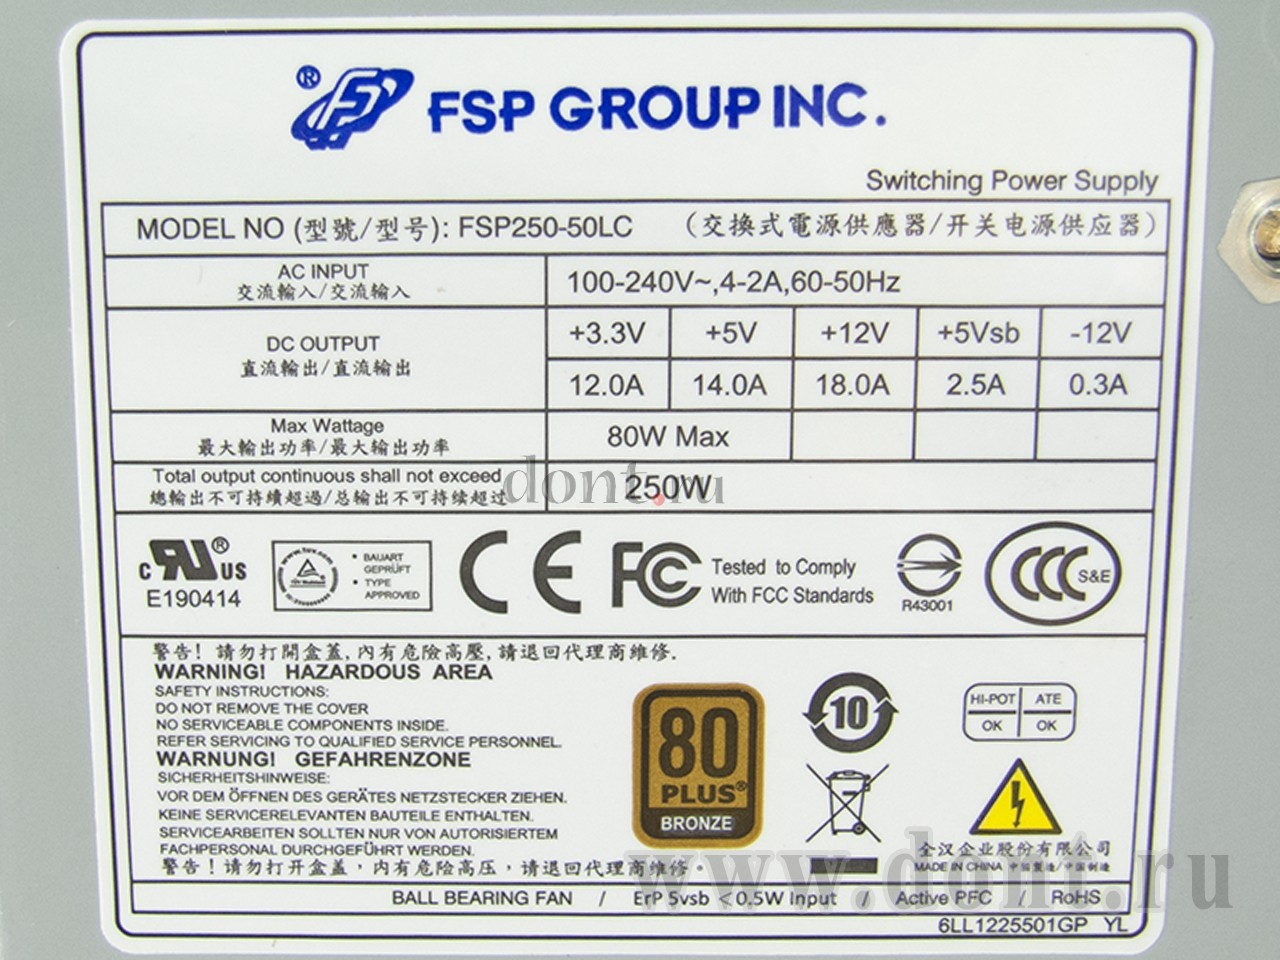 ® FSP GROUP INC.
Switching Power Supply
MODEL NO (型號/型号): FSP250-50LC （交換式電源供應器/开关电源供应器）
AC INPUT
交流輸入/交流输入
100-240V~,4-2A,60-50Hz
DC OUTPUT
直流輸出/直流输出
+3.3V +5V +12V +5Vsb -12V
12.0A 14.0A 18.0A 2.5A 0.3A
Max Wattage
最大輸出功率/最大输出功率
80W Max
Total output continuous shall not exceed
總輸出不可持續超過/总输出不可持续超过
250W
dont.ru
c RU ® US
E190414
www.tuv.com
BAUART
GEPRÜFT
TYPE
APPROVED
CE FC Tested to Comply
With FCC Standards
R43001
CCC S&E
警告! 請勿打開盒蓋,內有危險高壓,請退回代理商維修.
WARNING! HAZARDOUS AREA
SAFETY INSTRUCTIONS:
DO NOT REMOVE THE COVER
NO SERVICEABLE COMPONENTS INSIDE.
REFER SERVICING TO QUALIFIED SERVICE PERSONNEL.
WARNUNG! GEFAHRENZONE
SICHERHEITSHINWEISE:
VOR DEM ÖFFNEN DES GERÄTES NETZSTECKER ZIEHEN.
KEINE SERVICERELEVANTEN BAUTEILE ENTHALTEN.
SERVICEARBEITEN SOLLTEN NUR VON AUTORISIERTEM
FACHPERSONAL DURCHGEFÜHRT WERDEN.
警告！请勿打开盒盖，内有危险高压，请退回代理商维修.
80
PLUS®
BRONZE
10
HI-POT ATE
OK OK
全汉企业股份有限公司
MADE IN CHINA 中國製造/中国制造
www.dont.ru
BALL BEARING FAN / ErP 5vsb <0.5W Input / Active PFC / RoHS
6LL1225501GP YL